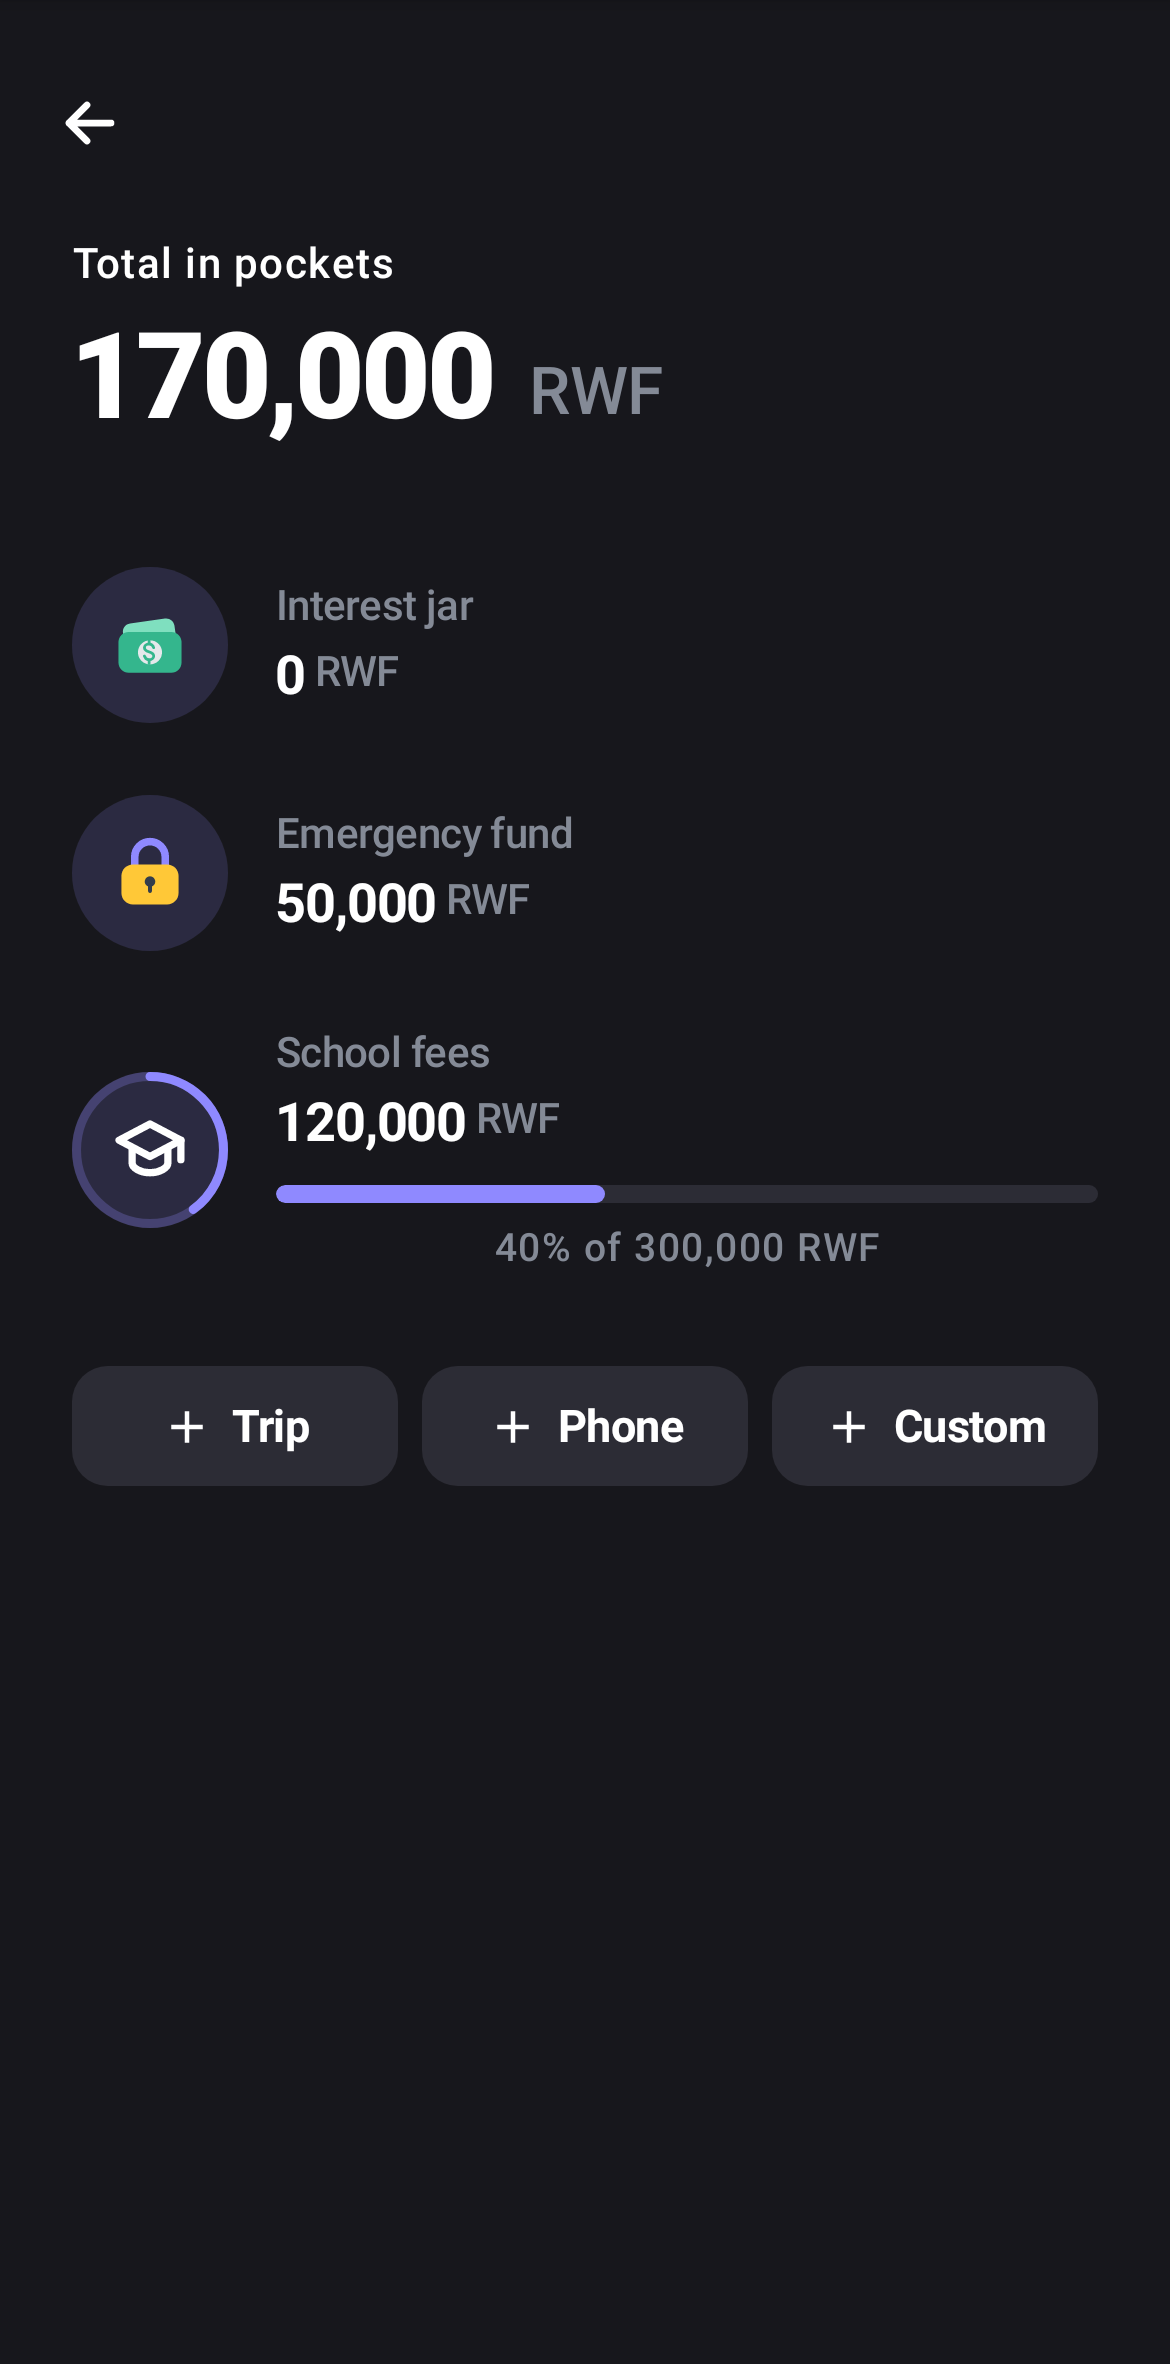 Total in pockets
170,000 RWF
Interest jar
0 RWF
Emergency fund
50,000 RWF
School fees
120,000 RWF
40% of 300,000 RWF
+ Trip
+ Phone
+ Custom